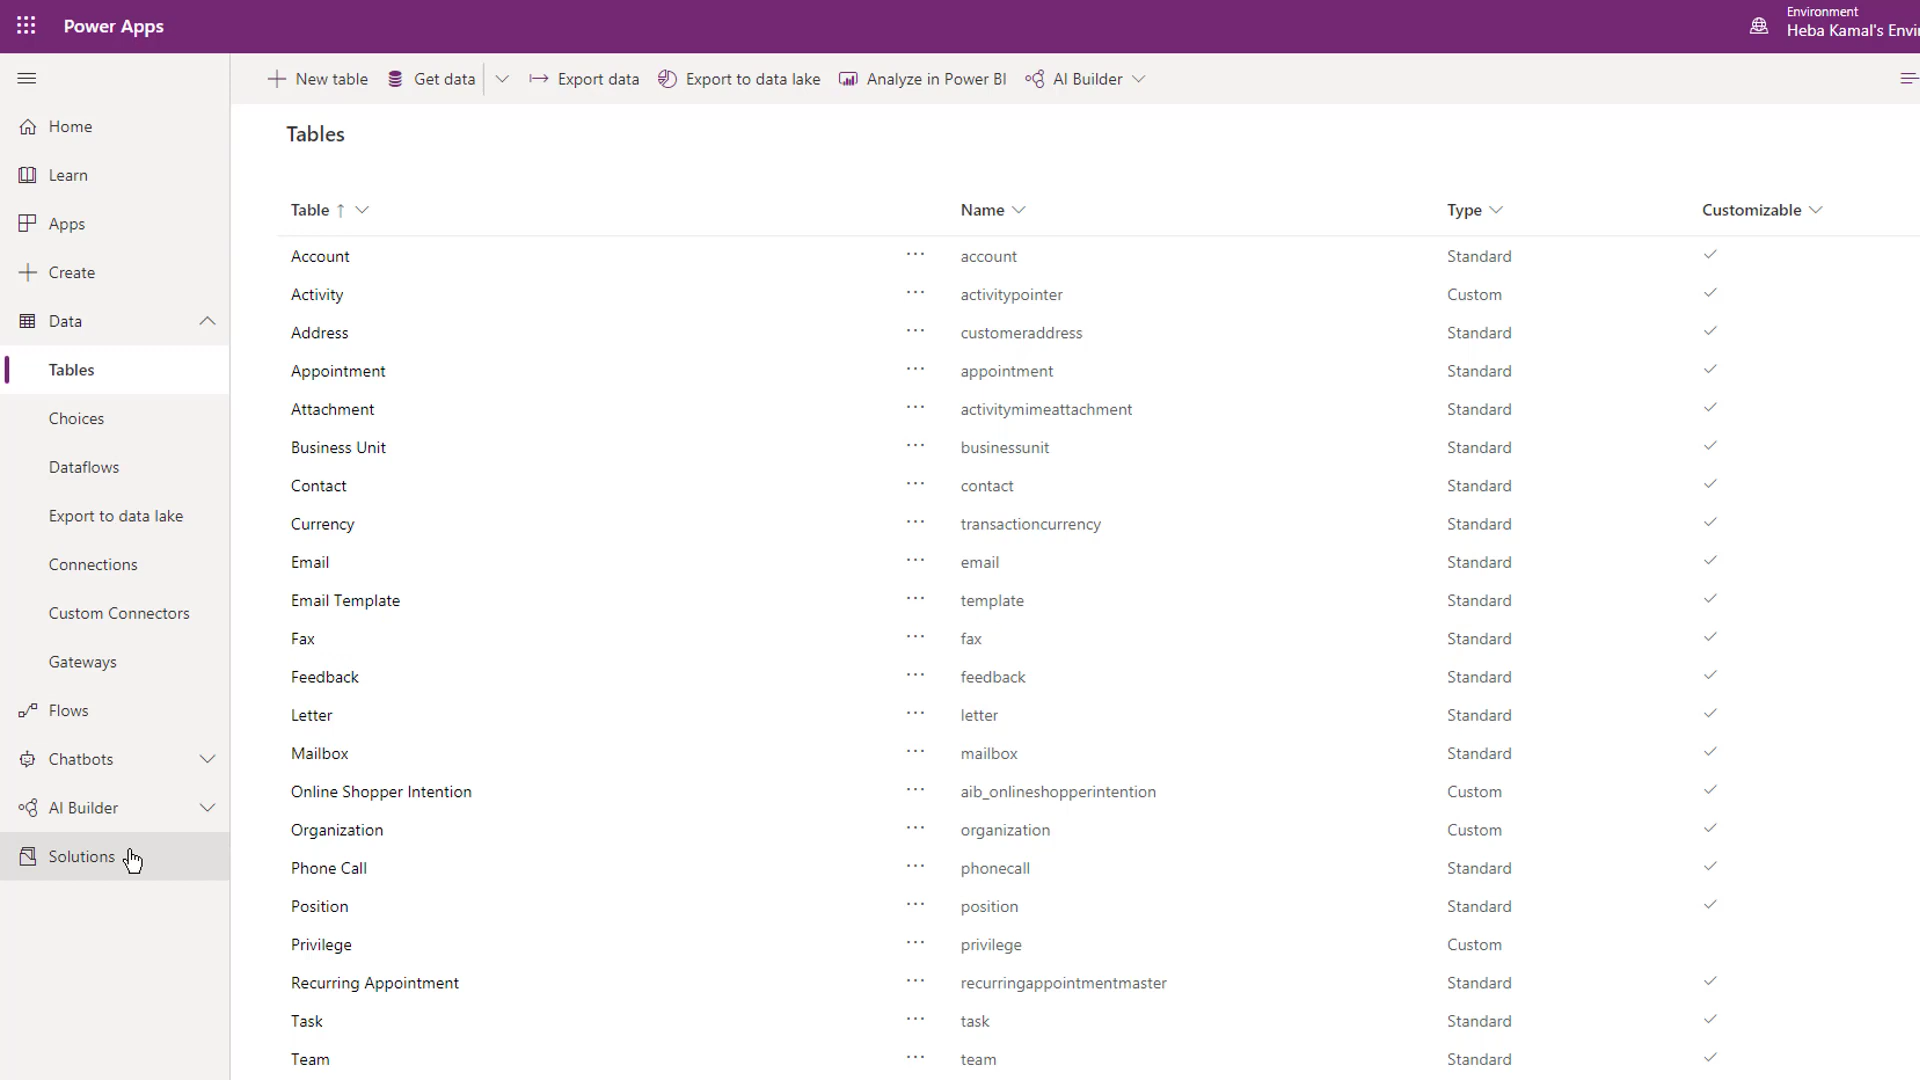 Power Apps
Environment
Heba Kamal's Envi
New table
Get data
Export data
Export to data lake
Analyze in Power BI
AI Builder
Home
Learn
Apps
Create
Data
Tables
Choices
Dataflows
Export to data lake
Connections
Custom Connectors
Gateways
Flows
Chatbots
AI Builder
Solutions
Tables
Table ↑ Name Type Customizable
Account ... account Standard ✓
Activity ... activitypointer Custom ✓
Address ... customeraddress Standard ✓
Appointment ... appointment Standard ✓
Attachment ... activitymimeattachment Standard ✓
Business Unit ... businessunit Standard ✓
Contact ... contact Standard ✓
Currency ... transactioncurrency Standard ✓
Email ... email Standard ✓
Email Template ... template Standard ✓
Fax ... fax Standard ✓
Feedback ... feedback Standard ✓
Letter ... letter Standard ✓
Mailbox ... mailbox Standard ✓
Online Shopper Intention ... aib_onlineshopperintention Custom ✓
Organization ... organization Custom ✓
Phone Call ... phonecall Standard ✓
Position ... position Standard ✓
Privilege ... privilege Custom
Recurring Appointment ... recurringappointmentmaster Standard ✓
Task ... task Standard ✓
Team ... team Standard ✓